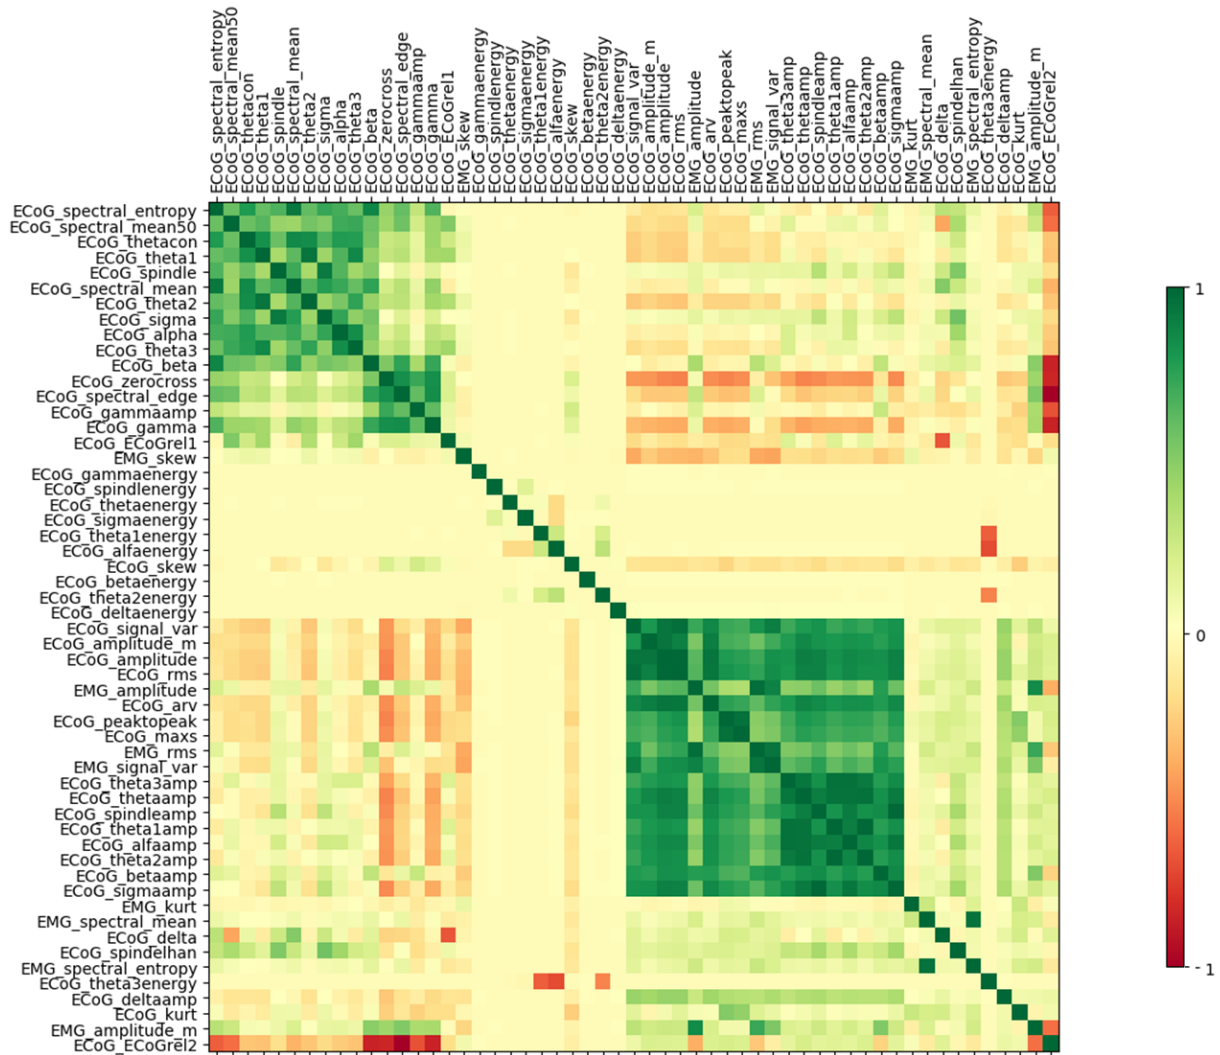 ECoG_spectral_entropy
ECoG_spectral_mean50
ECoG_thetacon
ECoG_theta1
ECoG_spindle
ECoG_spectral_mean
ECoG_theta2
ECoG_sigma
ECoG_alpha
ECoG_theta3
ECoG_beta
ECoG_zerocross
ECoG_spectral_edge
ECoG_gammaamp
ECoG_gamma
ECoG_ECoGrel1
EMG_skew
ECoG_gammaenergy
ECoG_spindlenergy
ECoG_thetaenergy
ECoG_sigmaenergy
ECoG_theta1energy
ECoG_alfaenergy
ECoG_skew
ECoG_betaenergy
ECoG_theta2energy
ECoG_deltaenergy
ECoG_signal_var
ECoG_amplitude_m
ECoG_amplitude
ECoG_rms
EMG_amplitude
ECoG_arv
ECoG_peaktopeak
ECoG_maxs
EMG_rms
EMG_signal_var
ECoG_theta3amp
ECoG_thetaamp
ECoG_spindleamp
ECoG_theta1amp
ECoG_alfaamp
ECoG_theta2amp
ECoG_betaamp
ECoG_sigmaamp
EMG_kurt
EMG_spectral_mean
ECoG_delta
ECoG_spindelhan
EMG_spectral_entropy
ECoG_theta3energy
ECoG_deltaamp
ECoG_kurt
EMG_amplitude_m
ECoG_ECoGrel2
ECoG_spectral_entropy
ECoG_spectral_mean50
ECoG_thetacon
ECoG_theta1
ECoG_spindle
ECoG_spectral_mean
ECoG_theta2
ECoG_sigma
ECoG_alpha
ECoG_theta3
ECoG_beta
ECoG_zerocross
ECoG_spectral_edge
ECoG_gammaamp
ECoG_gamma
ECoG_ECoGrel1
EMG_skew
ECoG_gammaenergy
ECoG_spindlenergy
ECoG_thetaenergy
ECoG_sigmaenergy
ECoG_theta1energy
ECoG_alfaenergy
ECoG_skew
ECoG_betaenergy
ECoG_theta2energy
ECoG_deltaenergy
ECoG_signal_var
ECoG_amplitude_m
ECoG_amplitude
ECoG_rms
EMG_amplitude
ECoG_arv
ECoG_peaktopeak
ECoG_maxs
EMG_rms
EMG_signal_var
ECoG_theta3amp
ECoG_thetaamp
ECoG_spindleamp
ECoG_theta1amp
ECoG_alfaamp
ECoG_theta2amp
ECoG_betaamp
ECoG_sigmaamp
EMG_kurt
EMG_spectral_mean
ECoG_delta
ECoG_spindelhan
EMG_spectral_entropy
ECoG_theta3energy
ECoG_deltaamp
ECoG_kurt
EMG_amplitude_m
ECoG_ECoGrel2
1
0
-1